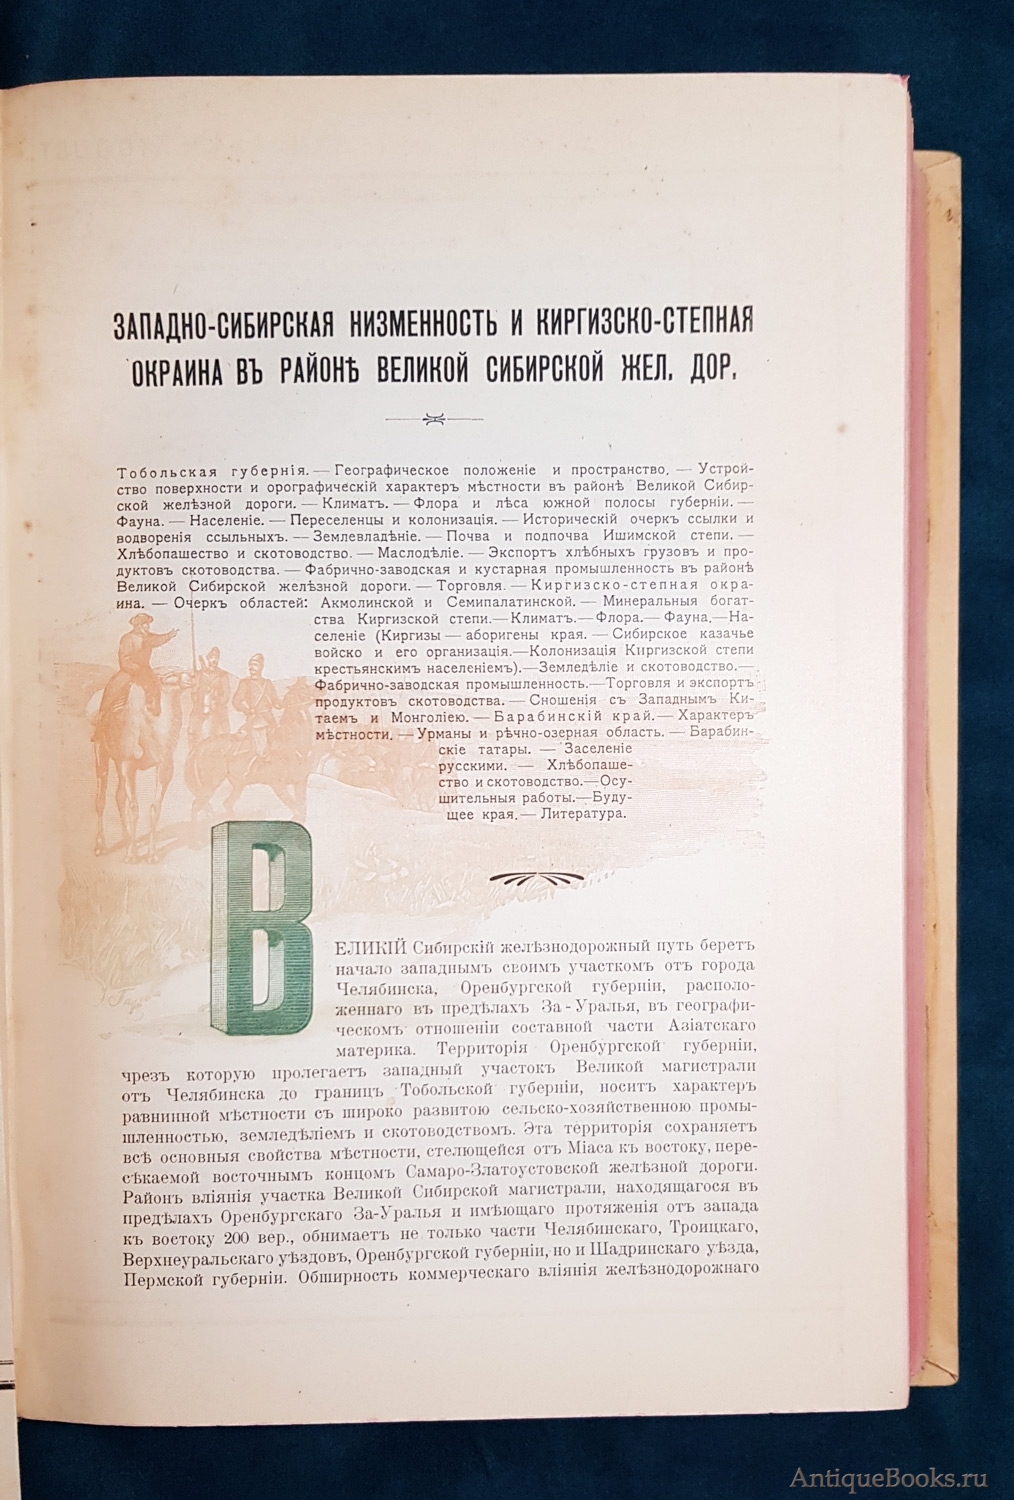 ЗАПАДНО-СИБИРСКАЯ НИЗМЕННОСТЬ И КИРГИЗСКО-СТЕПНАЯ
ОКРАИНА ВЪ РАЙОНѢ ВЕЛИКОЙ СИБИРСКОЙ ЖЕЛ. ДОР.
Тобольская губернія. — Географическое положеніе и пространство. — Устрой-
ство поверхности и орографическій характеръ мѣстности въ районѣ Великой Сибир-
ской желѣзной дороги. — Климатъ. — Флора и лѣса южной полосы губерніи. —
Фауна. — Населеніе. — Переселенцы и колонизація. — Историческій очеркъ ссылки и
водворенія ссыльныхъ. — Землевладѣніе. — Почва и подпочва Ишимской степи. —
Хлѣбопашество и скотоводство. — Маслодѣліе. — Экспортъ хлѣбныхъ грузовъ и про-
дуктовъ скотоводства. — Фабрично-заводская и кустарная промышленность въ районѣ
Великой Сибирской желѣзной дороги. — Торговля. — Киргизско-степная окра-
ина. — Очеркъ областей: Акмолинской и Семипалатинской. — Минеральныя богат-
ства Киргизской степи. — Климатъ. — Флора. — Фауна. — На-
селеніе (Киргизы — аборигены края. — Сибирское казачье
войско и его организація. — Колонизація Киргизской степи
крестьянскимъ населеніемъ). — Земледѣліе и скотоводство. —
Фабрично-заводская промышленность. — Торговля и экспортъ
продуктовъ скотоводства. — Сношенія съ Западнымъ Ки-
таемъ и Монголіею. — Барабинскій край. — Характеръ
мѣстности. — Урманы и рѣчно-озерная область. — Барабин-
скіе татары. — Заселеніе
русскими. — Хлѣбопаше-
ство и скотоводство. — Осу-
шительныя работы. — Буду-
щее края. — Литература.
ВЕЛИКІЙ Сибирскій желѣзнодорожный путь беретъ
начало западнымъ своимъ участкомъ отъ города
Челябинска, Оренбургской губерніи, располо-
женнаго въ предѣлахъ За-Уралья, въ географи-
ческомъ отношеніи составной части Азіатскаго
материка. Территорія Оренбургской губерніи,
чрезъ которую пролегаетъ западный участокъ Великой магистрали
отъ Челябинска до границъ Тобольской губерніи, носитъ характеръ
равнинной мѣстности съ широко развитою сельско-хозяйственною промы-
шленностью, земледѣліемъ и скотоводствомъ. Эта территорія сохраняетъ
всѣ основныя свойства мѣстности, стелющейся отъ Міаса къ востоку, пере-
сѣкаемой восточнымъ концомъ Самаро-Златоустовской желѣзной дороги.
Районъ вліянія участка Великой Сибирской магистрали, находящагося въ
предѣлахъ Оренбургскаго За-Уралья и имѣющаго протяженія отъ запада
къ востоку 200 вер., обнимаетъ не только части Челябинскаго, Троицкаго,
Верхнеуральскаго уѣздовъ, Оренбургской губерніи, но и Шадринскаго уѣзда,
Пермской губерніи. Обширность коммерческаго вліянія желѣзнодорожнаго
AntiqueBooks.ru